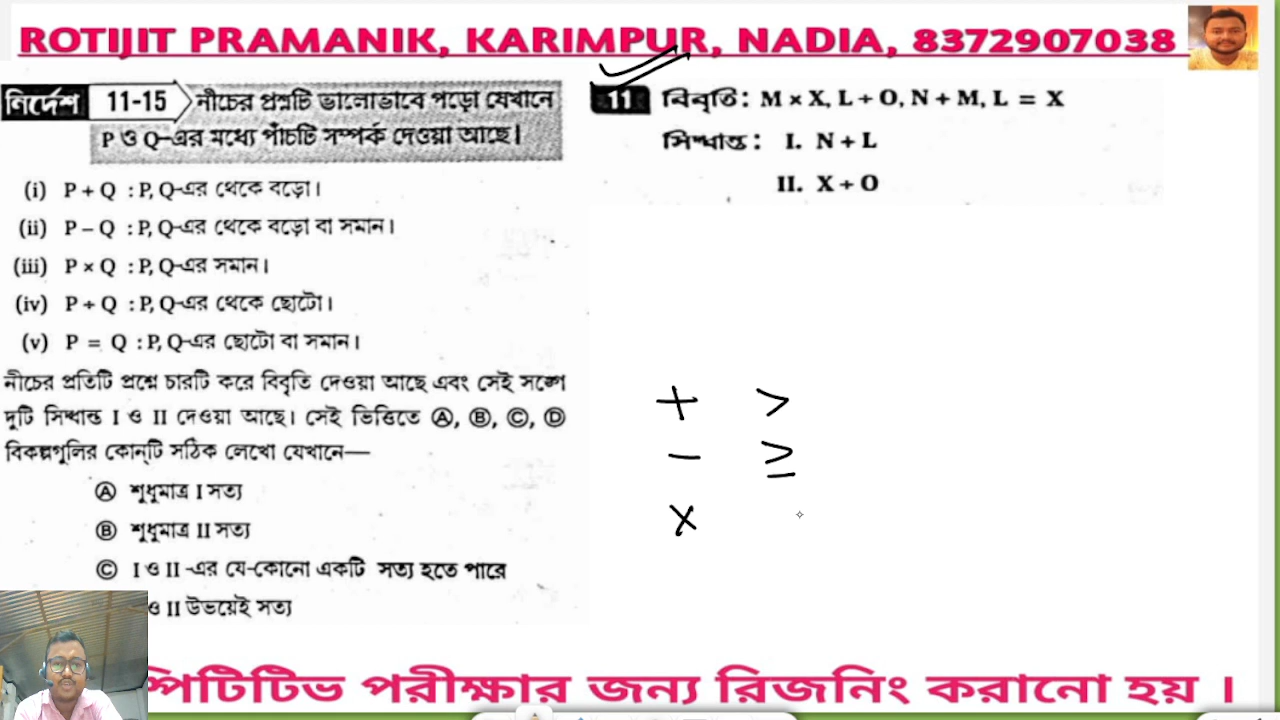 ROTIJIT PRAMANIK, KARIMPUR, NADIA, 8372907038
নির্দেশ 11-15 নীচের প্রশ্নটি ভালোভাবে পড়ো যেখানে
P ও Q-এর মধ্যে পাঁচটি সম্পর্ক দেওয়া আছে।
(i) P + Q : P, Q-এর থেকে বড়ো।
(ii) P – Q : P, Q-এর থেকে বড়ো বা সমান।
(iii) P × Q : P, Q-এর সমান।
(iv) P ÷ Q : P, Q-এর থেকে ছোটো।
(v) P = Q : P, Q-এর ছোটো বা সমান।
নীচের প্রতিটি প্রশ্নে চারটি করে বিবৃতি দেওয়া আছে এবং সেই সঙ্গে
দুটি সিদ্ধান্ত I ও II দেওয়া আছে। সেই ভিত্তিতে Ⓐ, Ⓑ, Ⓒ, Ⓓ
বিকল্পগুলির কোন্‌টি সঠিক লেখো যেখানে—
Ⓐ শুধুমাত্র I সত্য
Ⓑ শুধুমাত্র II সত্য
Ⓒ I ও II -এর যে-কোনো একটি সত্য হতে পারে
ও II উভয়েই সত্য
11 বিবৃতি: M × X, L ÷ O, N + M, L = X
সিদ্ধান্ত: I. N + L
II. X + O
+ >
− ≥
×
পিটিটিভ পরীক্ষার জন্য রিজনিং করানো হয় ।